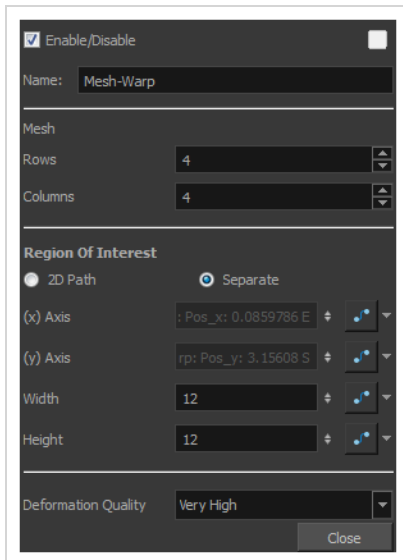 Enable/Disable
Name: Mesh-Warp
Mesh
Rows 4
Columns 4
Region Of Interest
2D Path Separate
(x) Axis : Pos_x: 0.0859786 E
(y) Axis rp: Pos_y: 3.15608 S
Width 12
Height 12
Deformation Quality Very High
Close